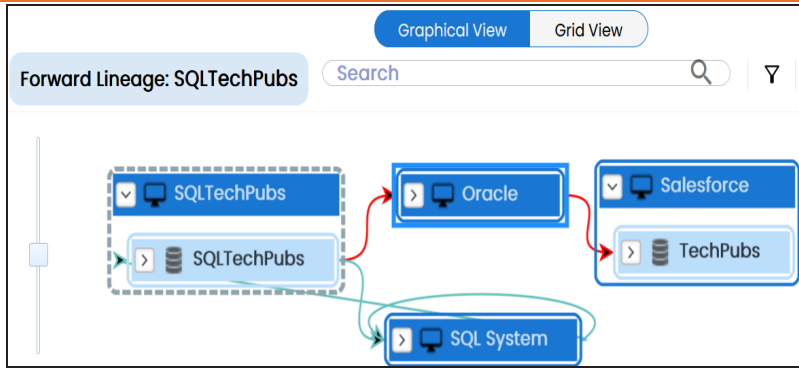 Graphical View
Grid View
Forward Lineage: SQLTechPubs
Search
SQLTechPubs
SQLTechPubs
Oracle
Salesforce
TechPubs
SQL System